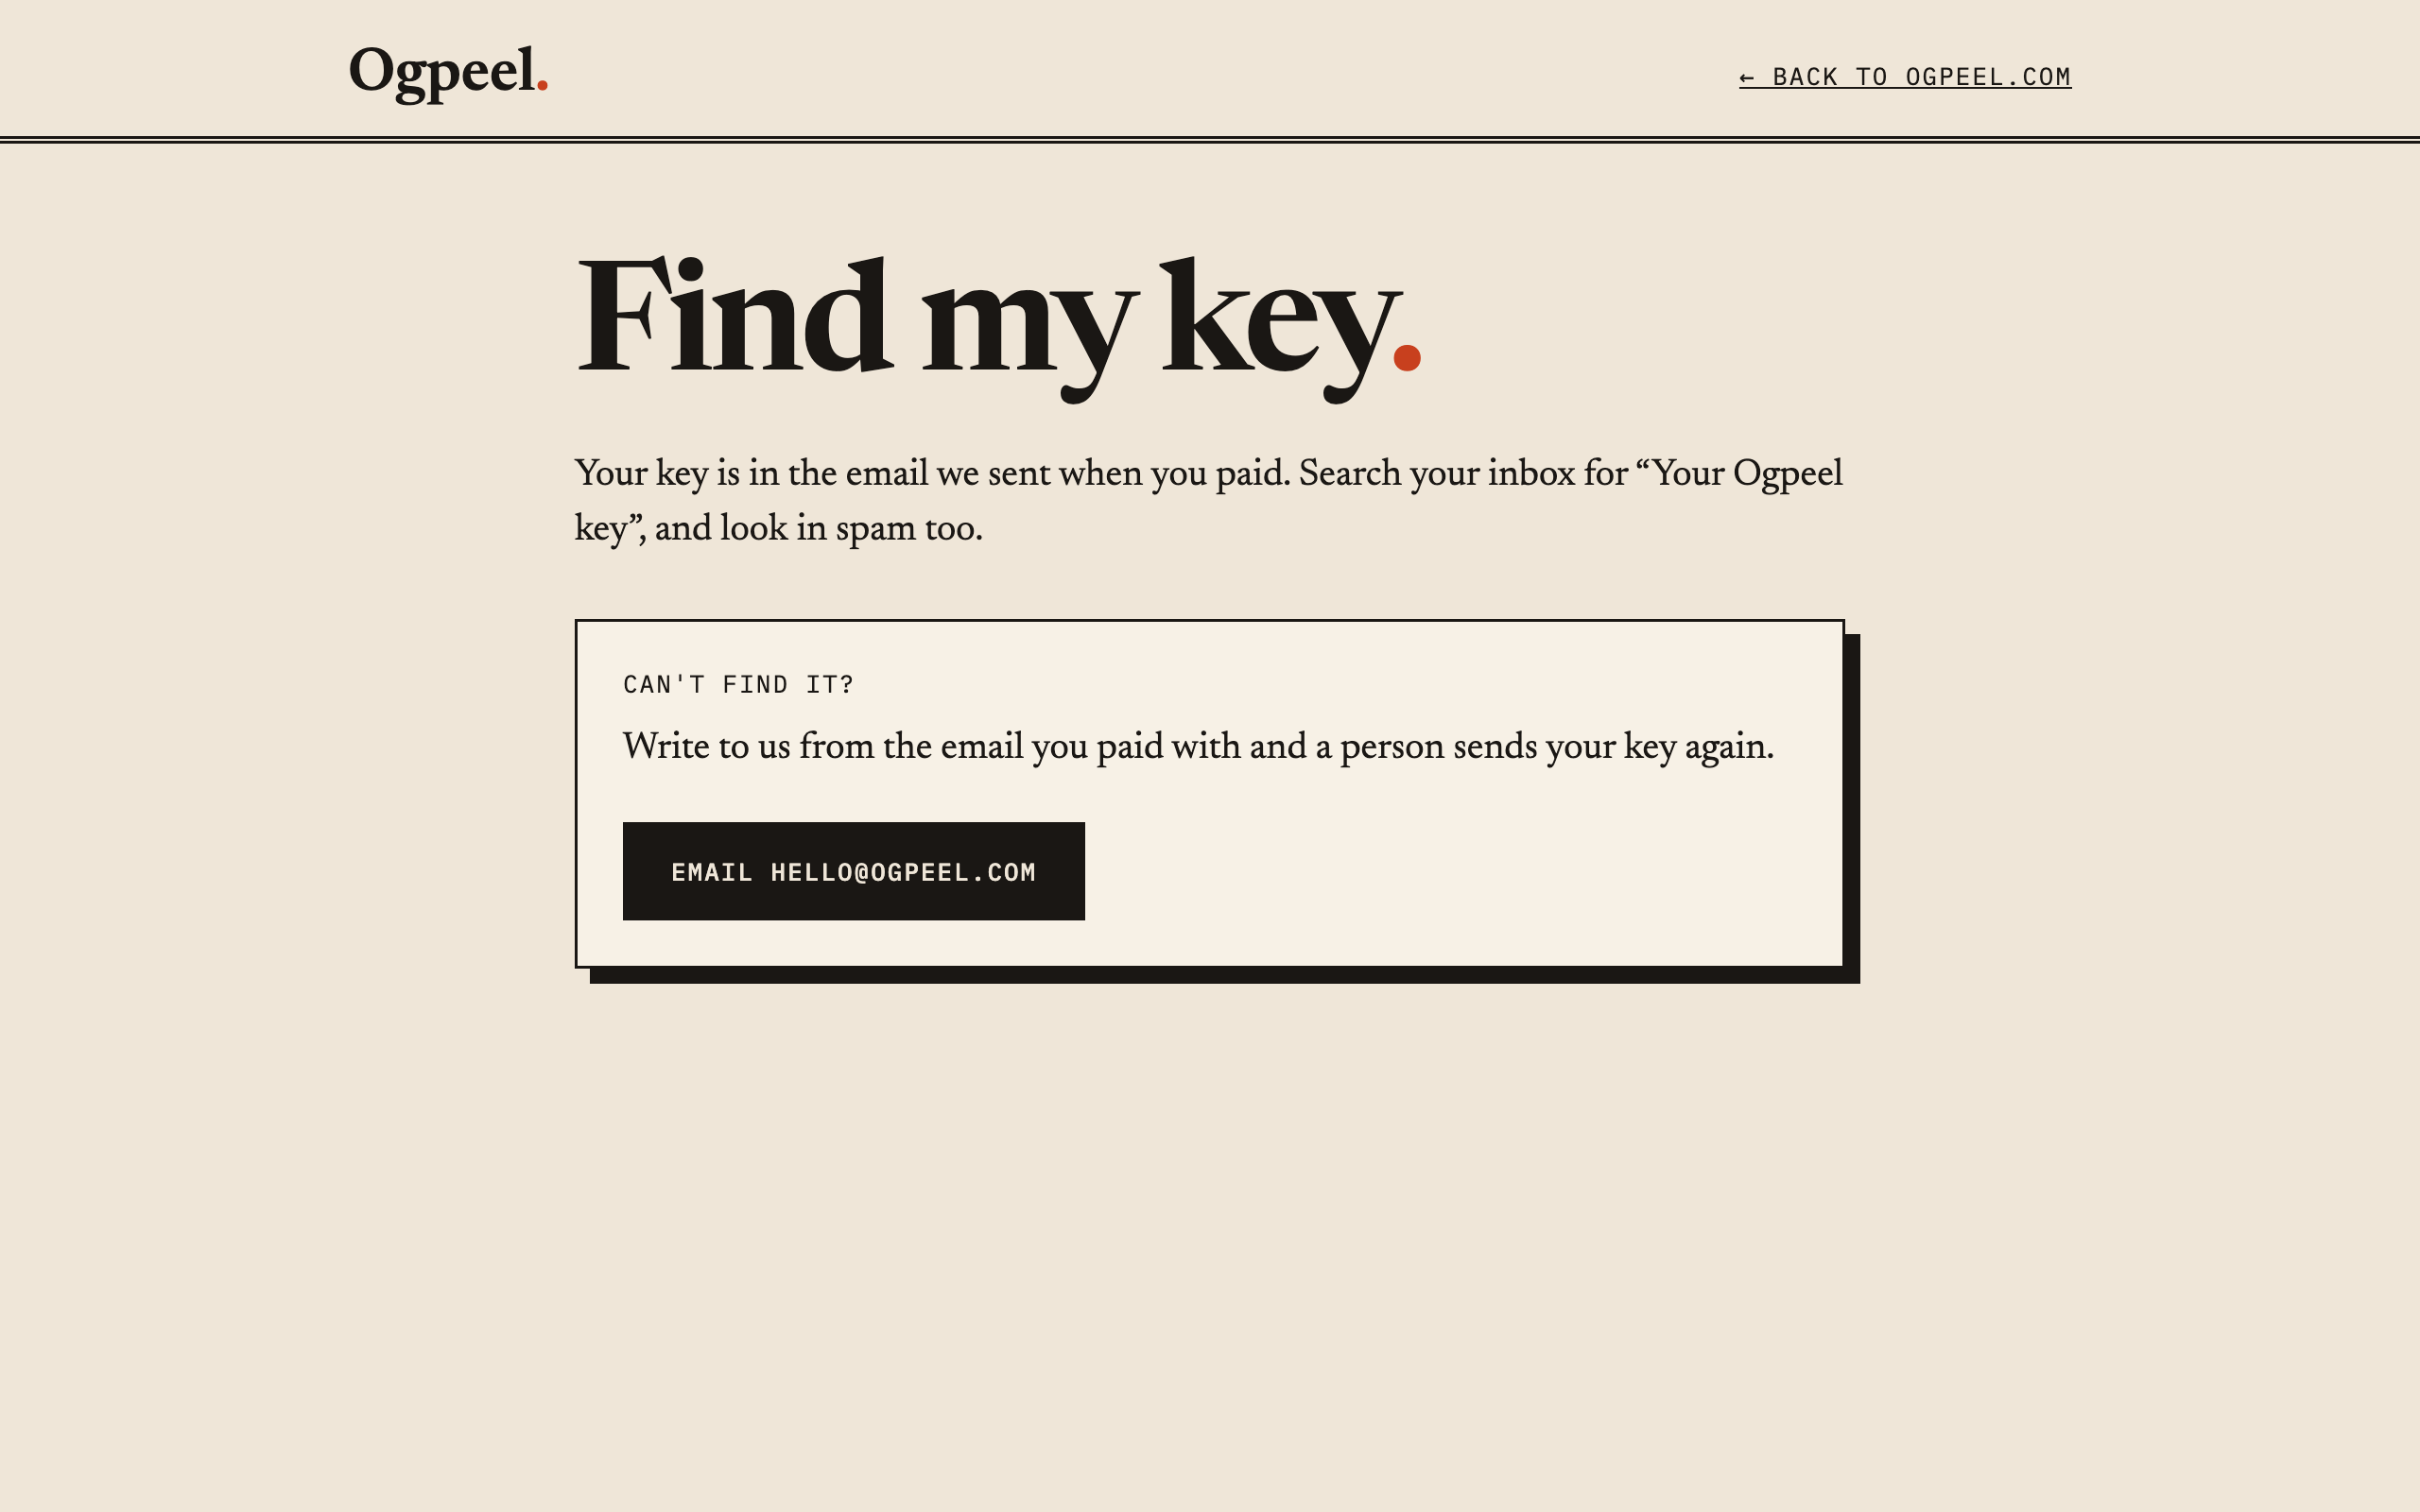 Ogpeel.
← BACK TO OGPEEL.COM
Find my key.
Your key is in the email we sent when you paid. Search your inbox for “Your Ogpeel
key”, and look in spam too.
CAN'T FIND IT?
Write to us from the email you paid with and a person sends your key again.
EMAIL HELLO@OGPEEL.COM